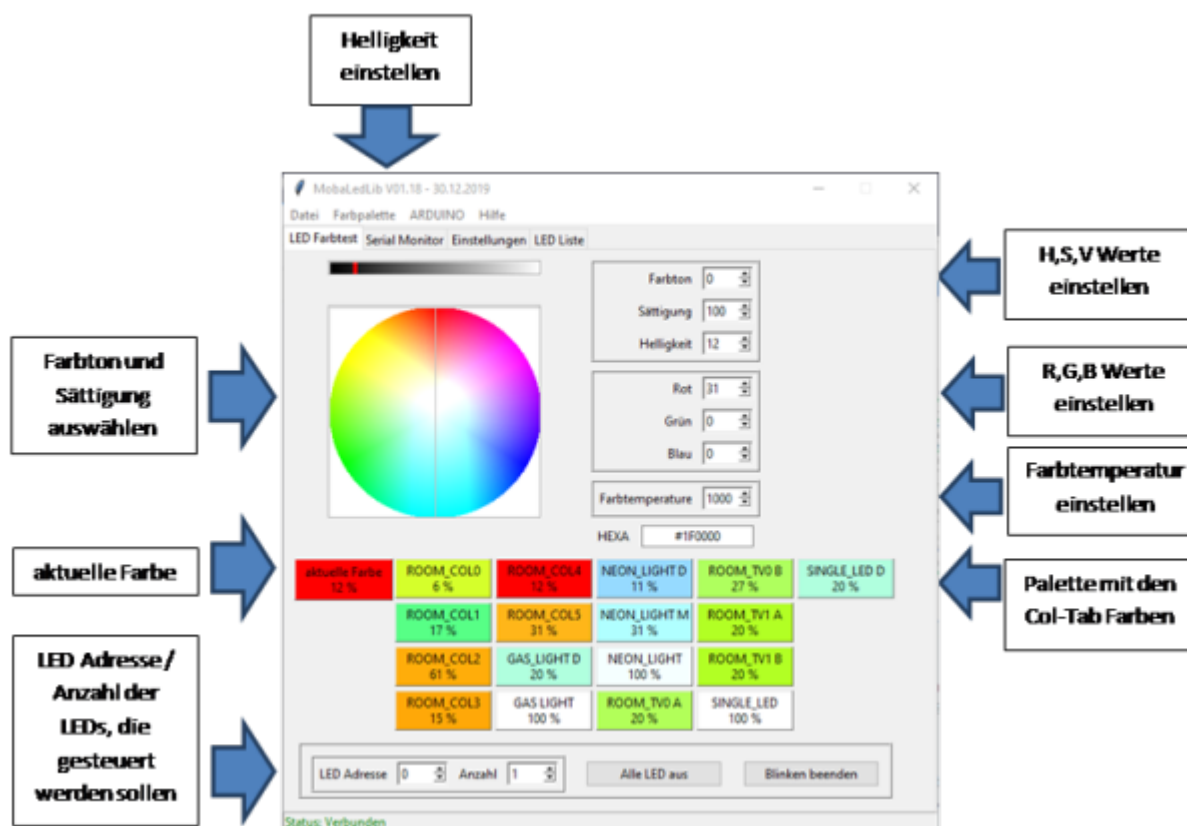 Helligkeit
einstellen
MobaLedLib V01.18 - 30.12.2019
Datei Farbpalette ARDUINO Hilfe
LED Farbtest Serial Monitor Einstellungen LED Liste
Farbton 0
Sättigung 100
Helligkeit 12
H,S,V Werte
einstellen
Farbton und
Sättigung
auswählen
Rot 31
Grün 0
Blau 0
R,G,B Werte
einstellen
Farbtemperature 1000
Farbtemperatur
einstellen
HEXA #1F0000
aktuelle Farbe
aktuelle Farbe
12 %
ROOM_COL0
6 %
ROOM_COL4
12 %
NEON_LIGHT D
11 %
ROOM_TV0 B
27 %
SINGLE_LED D
20 %
ROOM_COL1
17 %
ROOM_COL5
31 %
NEON_LIGHT M
31 %
ROOM_TV1 A
20 %
ROOM_COL2
61 %
GAS_LIGHT D
20 %
NEON_LIGHT
100 %
ROOM_TV1 B
20 %
ROOM_COL3
15 %
GAS LIGHT
100 %
ROOM_TV0 A
20 %
SINGLE_LED
100 %
Palette mit den
Col-Tab Farben
LED Adresse /
Anzahl der
LEDs, die
gesteuert
werden sollen
LED Adresse 0 Anzahl 1 Alle LED aus Blinken beenden
Status: Verbunden